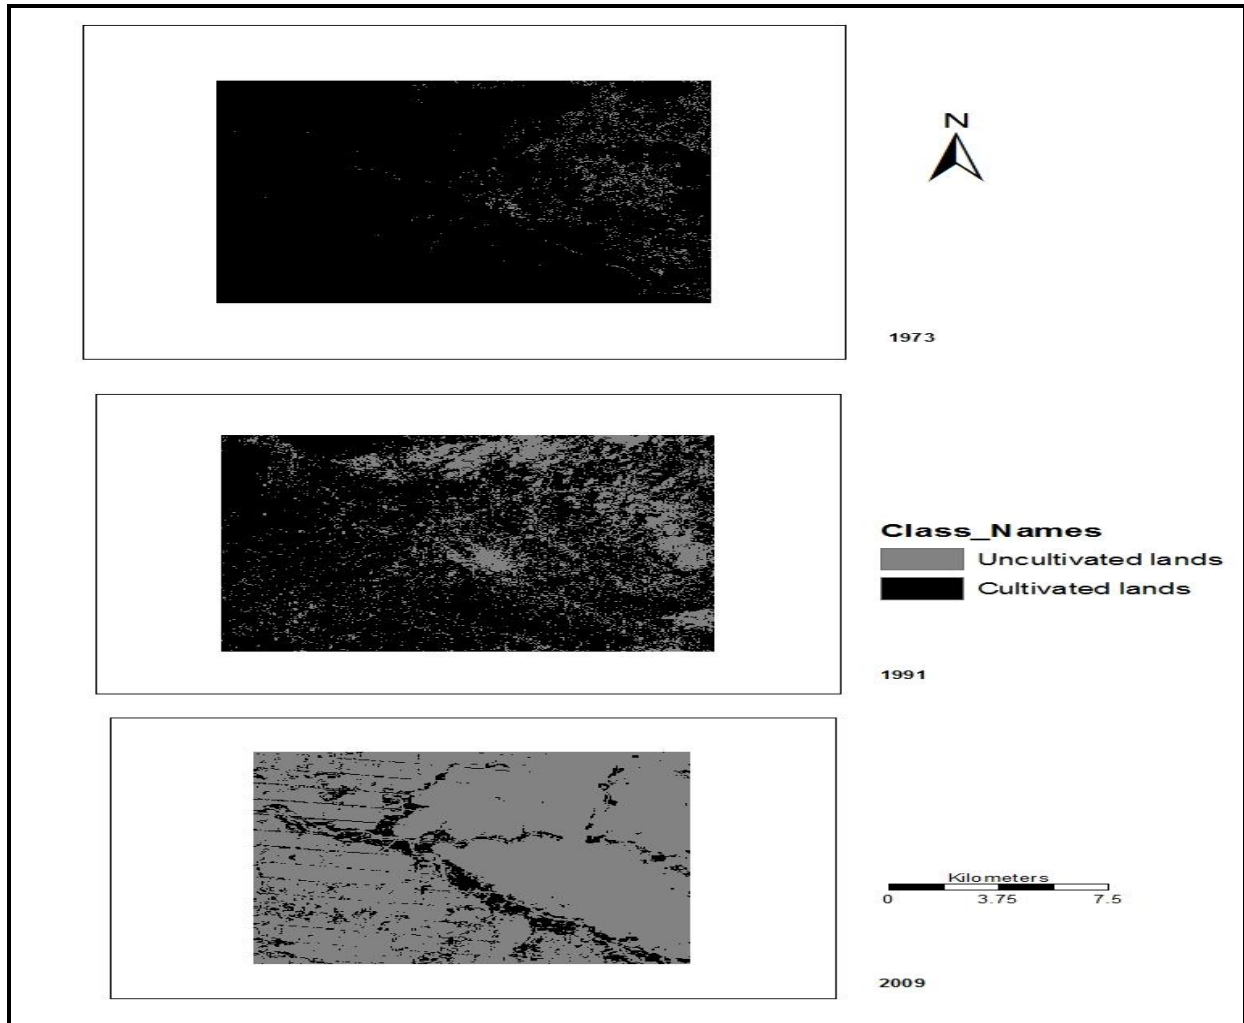 N
1973
Class_Names
Uncultivated lands
Cultivated lands
1991
Kilometers
0 3.75 7.5
2009